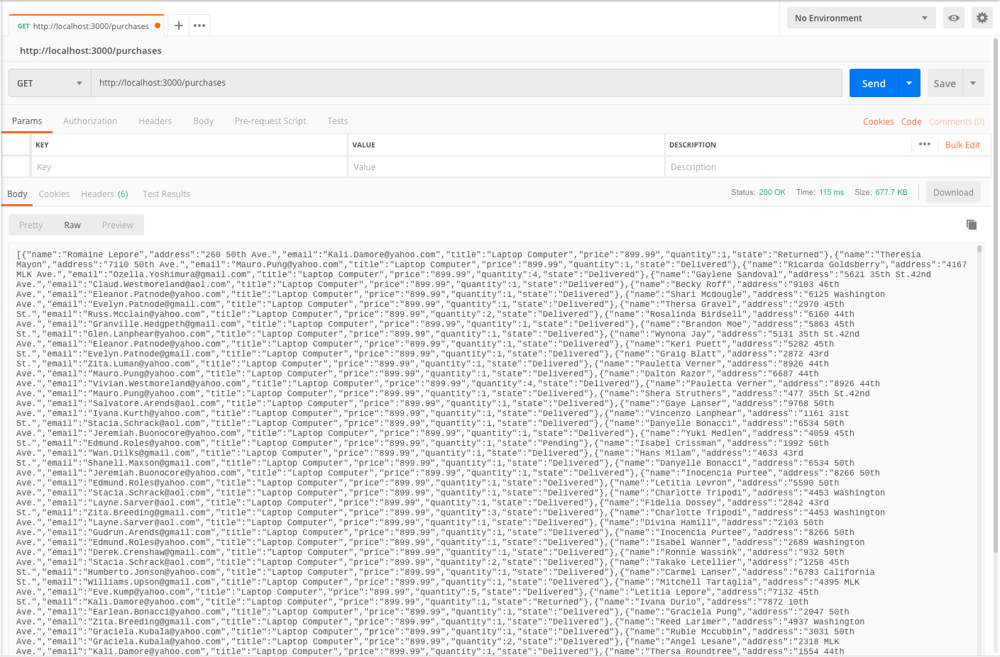 GET http://localhost:3000/purchases
No Environment
http://localhost:3000/purchases
GET http://localhost:3000/purchases Send Save
Params Authorization Headers Body Pre-request Script Tests Cookies Code Comments (0)
KEY VALUE DESCRIPTION ••• Bulk Edit
Key Value Description
Body Cookies Headers (6) Test Results Status: 200 OK Time: 115 ms Size: 677.7 KB Download
Pretty Raw Preview
[{"name":"Romaine Lepore","address":"260 50th Ave.","email":"Kali.Damore@yahoo.com","title":"Laptop Computer","price":"899.99","quantity":1,"state":"Returned"},{"name":"Theresia
Mayon","address":"7110 50th Ave.","email":"Mauro.Pung@yahoo.com","title":"Laptop Computer","price":"899.99","quantity":1,"state":"Delivered"},{"name":"Ricarda Goldsberry","address":"4167
MLK Ave.","email":"Ozella.Yoshimura@gmail.com","title":"Laptop Computer","price":"899.99","quantity":4,"state":"Delivered"},{"name":"Gaylene Sandoval","address":"5621 35th St.42nd
Ave.","email":"Claud.Westmoreland@aol.com","title":"Laptop Computer","price":"899.99","quantity":1,"state":"Delivered"},{"name":"Becky Roff","address":"9103 46th
Ave.","email":"Eleanor.Patnode@yahoo.com","title":"Laptop Computer","price":"899.99","quantity":1,"state":"Delivered"},{"name":"Shari Mcdougle","address":"6125 Washington
Ave.","email":"Evelyn.Patnode@gmail.com","title":"Laptop Computer","price":"899.99","quantity":1,"state":"Delivered"},{"name":"Thersa Gravel","address":"2970 45th
St.","email":"Russ.Mcclain@yahoo.com","title":"Laptop Computer","price":"899.99","quantity":2,"state":"Delivered"},{"name":"Rosalinda Birdsell","address":"6160 44th
Ave.","email":"Granville.Hedgpeth@gmail.com","title":"Laptop Computer","price":"899.99","quantity":1,"state":"Delivered"},{"name":"Brandon Moe","address":"5863 45th
St.","email":"Glen.Lanphear@yahoo.com","title":"Laptop Computer","price":"899.99","quantity":1,"state":"Delivered"},{"name":"Wynona Jay","address":"5131 35th St.42nd
Ave.","email":"Eleanor.Patnode@yahoo.com","title":"Laptop Computer","price":"899.99","quantity":1,"state":"Delivered"},{"name":"Keri Puett","address":"5282 45th
St.","email":"Evelyn.Patnode@gmail.com","title":"Laptop Computer","price":"899.99","quantity":1,"state":"Delivered"},{"name":"Graig Blatt","address":"2872 43rd
St.","email":"Zita.Luman@yahoo.com","title":"Laptop Computer","price":"899.99","quantity":1,"state":"Delivered"},{"name":"Pauletta Verner","address":"8926 44th
Ave.","email":"Mauro.Pung@yahoo.com","title":"Laptop Computer","price":"899.99","quantity":1,"state":"Delivered"},{"name":"Dalton Razor","address":"6687 44th
Ave.","email":"Vivian.Westmoreland@yahoo.com","title":"Laptop Computer","price":"899.99","quantity":4,"state":"Delivered"},{"name":"Pauletta Verner","address":"8926 44th
Ave.","email":"Mauro.Pung@yahoo.com","title":"Laptop Computer","price":"899.99","quantity":1,"state":"Delivered"},{"name":"Shera Struthers","address":"477 35th St.42nd
Ave.","email":"Salvatore.Arends@aol.com","title":"Laptop Computer","price":"899.99","quantity":1,"state":"Delivered"},{"name":"Gaye Lanser","address":"9768 50th
Ave.","email":"Ivana.Kurth@yahoo.com","title":"Laptop Computer","price":"899.99","quantity":1,"state":"Delivered"},{"name":"Vincenzo Lanphear","address":"1161 31st
St.","email":"Stacia.Schrack@aol.com","title":"Laptop Computer","price":"899.99","quantity":1,"state":"Delivered"},{"name":"Danyelle Bonacci","address":"6534 50th
Ave.","email":"Jeremiah.Buonocore@yahoo.com","title":"Laptop Computer","price":"899.99","quantity":1,"state":"Delivered"},{"name":"Yuki Medlen","address":"4059 45th
St.","email":"Edmund.Roles@yahoo.com","title":"Laptop Computer","price":"899.99","quantity":1,"state":"Pending"},{"name":"Isabel Crissman","address":"1992 50th
Ave.","email":"Wan.Dilks@gmail.com","title":"Laptop Computer","price":"899.99","quantity":1,"state":"Delivered"},{"name":"Hans Milam","address":"4633 43rd
St.","email":"Shanell.Maxson@gmail.com","title":"Laptop Computer","price":"899.99","quantity":1,"state":"Delivered"},{"name":"Danyelle Bonacci","address":"6534 50th
Ave.","email":"Jeremiah.Buonocore@yahoo.com","title":"Laptop Computer","price":"899.99","quantity":1,"state":"Delivered"},{"name":"Inocencia Purtee","address":"8266 50th
Ave.","email":"Edmund.Roles@yahoo.com","title":"Laptop Computer","price":"899.99","quantity":1,"state":"Delivered"},{"name":"Letitia Levron","address":"5590 50th
Ave.","email":"Stacia.Schrack@aol.com","title":"Laptop Computer","price":"899.99","quantity":1,"state":"Delivered"},{"name":"Charlotte Tripodi","address":"4453 Washington
Ave.","email":"Layne.Sarver@aol.com","title":"Laptop Computer","price":"899.99","quantity":1,"state":"Delivered"},{"name":"Fidelia Dossey","address":"2842 43rd
St.","email":"Zita.Breeding@gmail.com","title":"Laptop Computer","price":"899.99","quantity":3,"state":"Delivered"},{"name":"Charlotte Tripodi","address":"4453 Washington
Ave.","email":"Layne.Sarver@aol.com","title":"Laptop Computer","price":"899.99","quantity":1,"state":"Delivered"},{"name":"Divina Hamill","address":"2103 50th
Ave.","email":"Gudrun.Arends@gmail.com","title":"Laptop Computer","price":"899.99","quantity":1,"state":"Delivered"},{"name":"Inocencia Purtee","address":"8266 50th
Ave.","email":"Edmund.Roles@yahoo.com","title":"Laptop Computer","price":"899.99","quantity":1,"state":"Delivered"},{"name":"Isabel Wanner","address":"2689 Washington
Ave.","email":"Derek.Crenshaw@gmail.com","title":"Laptop Computer","price":"899.99","quantity":1,"state":"Delivered"},{"name":"Ronnie Wassink","address":"932 50th
Ave.","email":"Stacia.Schrack@aol.com","title":"Laptop Computer","price":"899.99","quantity":2,"state":"Delivered"},{"name":"Takako Letellier","address":"1258 45th
St.","email":"Humberto.Jonson@yahoo.com","title":"Laptop Computer","price":"899.99","quantity":1,"state":"Delivered"},{"name":"Carmel Lanser","address":"6783 California
St.","email":"Williams.Upson@gmail.com","title":"Laptop Computer","price":"899.99","quantity":1,"state":"Delivered"},{"name":"Mitchell Tartaglia","address":"4395 MLK
Ave.","email":"Eve.Kump@yahoo.com","title":"Laptop Computer","price":"899.99","quantity":5,"state":"Delivered"},{"name":"Letitia Lepore","address":"7132 45th
St.","email":"Kali.Damore@yahoo.com","title":"Laptop Computer","price":"899.99","quantity":1,"state":"Returned"},{"name":"Ivana Durio","address":"7872 10th
Ave.","email":"Earlean.Bonacci@yahoo.com","title":"Laptop Computer","price":"899.99","quantity":1,"state":"Delivered"},{"name":"Graciela Pung","address":"2047 50th
Ave.","email":"Zita.Breeding@gmail.com","title":"Laptop Computer","price":"899.99","quantity":1,"state":"Delivered"},{"name":"Reed Larimer","address":"4937 Washington
Ave.","email":"Graciela.Kubala@yahoo.com","title":"Laptop Computer","price":"899.99","quantity":1,"state":"Delivered"},{"name":"Rubie Mccubbin","address":"3031 50th
Ave.","email":"Graciela.Kubala@yahoo.com","title":"Laptop Computer","price":"899.99","quantity":2,"state":"Delivered"},{"name":"Angel Lesane","address":"2318 MLK
Ave.","email":"Kali.Damore@yahoo.com","title":"Laptop Computer","price":"899.99","quantity":1,"state":"Delivered"},{"name":"Thersa Roundtree","address":"1554 44th